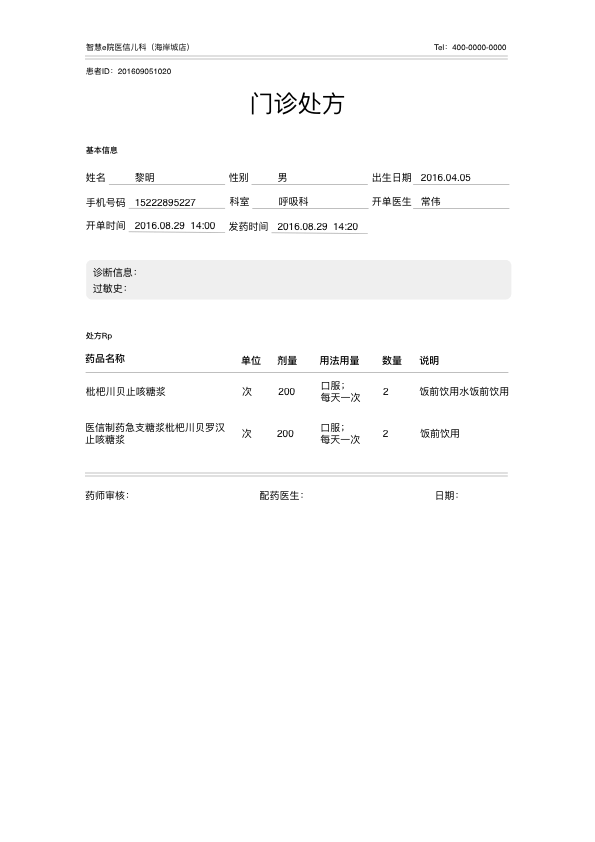 智慧e院医信儿科（海岸城店） Tel：400-0000-0000
患者ID：201609051020
门诊处方
基本信息
姓名 黎明 性别 男 出生日期 2016.04.05
手机号码 15222895227 科室 呼吸科 开单医生 常伟
开单时间 2016.08.29 14:00 发药时间 2016.08.29 14:20
诊断信息：
过敏史：
处方Rp
药品名称 单位 剂量 用法用量 数量 说明
枇杷川贝止咳糖浆 次 200 口服； 2 饭前饮用水饭前饮用
每天一次
医信制药急支糖浆枇杷川贝罗汉 次 200 口服； 2 饭前饮用
止咳糖浆 每天一次
药师审核： 配药医生： 日期：